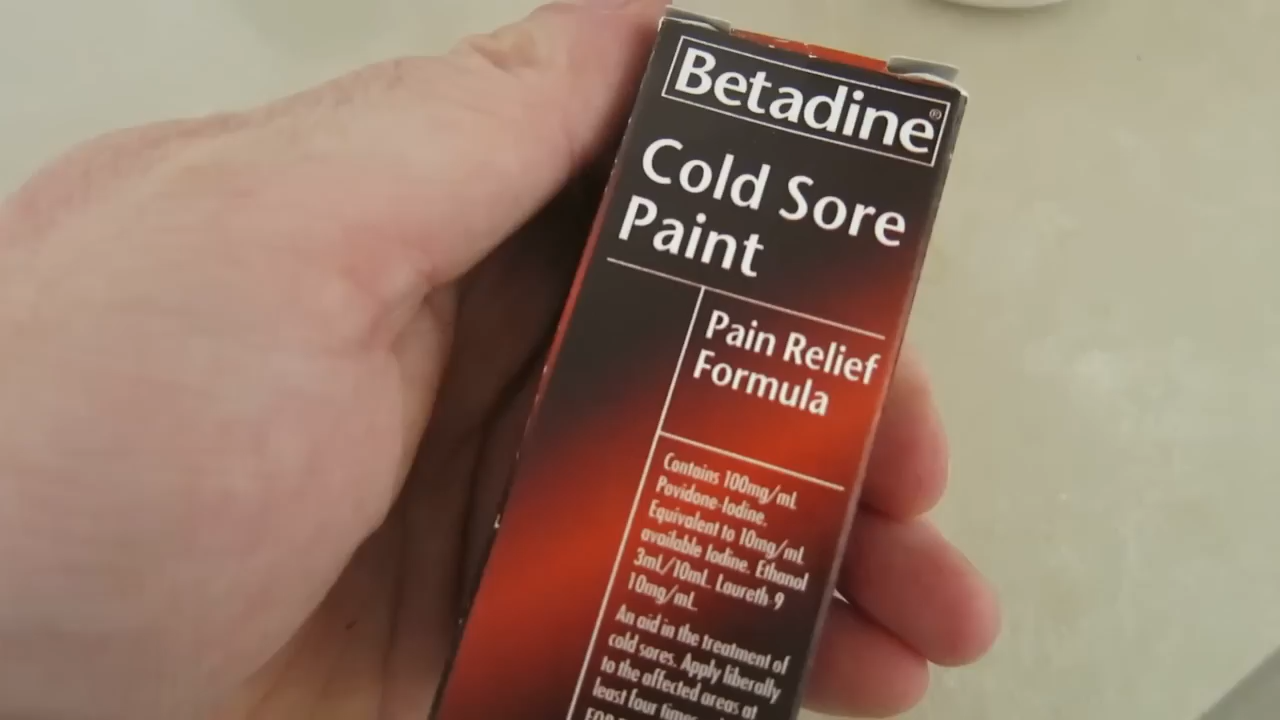 Betadine®
Cold Sore
Paint
Pain Relief
Formula
Contains 100mg/mL
Povidone-Iodine.
Equivalent to 10mg/mL
available Iodine. Ethanol
3mL/10mL. Laureth-9
10mg/mL.
An aid in the treatment of
cold sores. Apply liberally
to the affected areas at
least four times